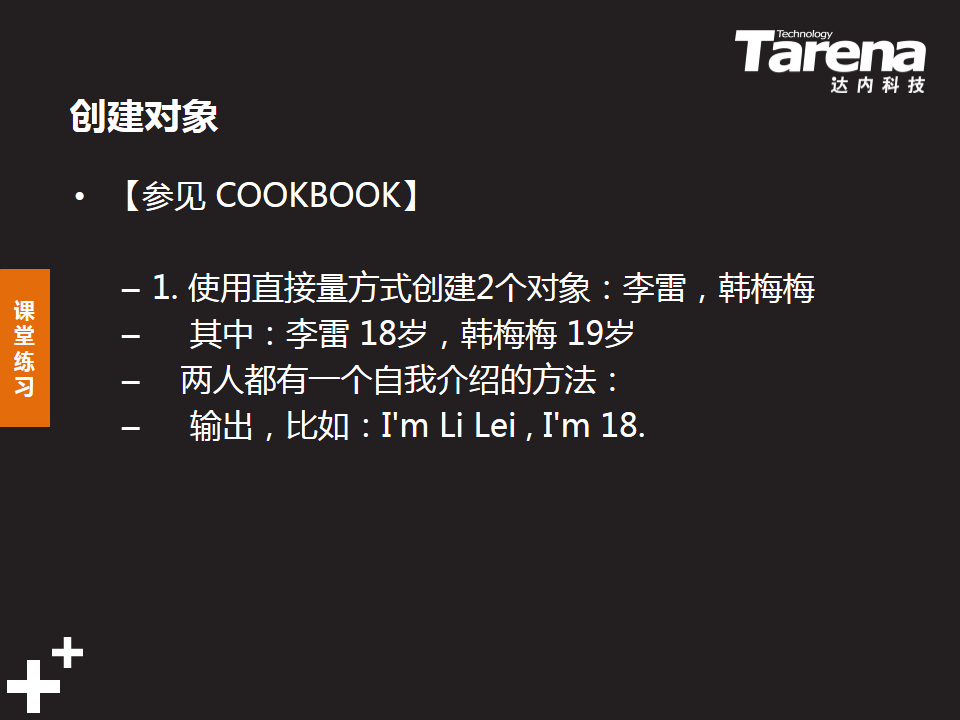 Technology
Tarena
达内科技
创建对象
• 【参见 COOKBOOK】
– 1. 使用直接量方式创建2个对象：李雷，韩梅梅
– 其中：李雷 18岁，韩梅梅 19岁
– 两人都有一个自我介绍的方法：
– 输出，比如：I'm Li Lei , I'm 18.
课堂练习